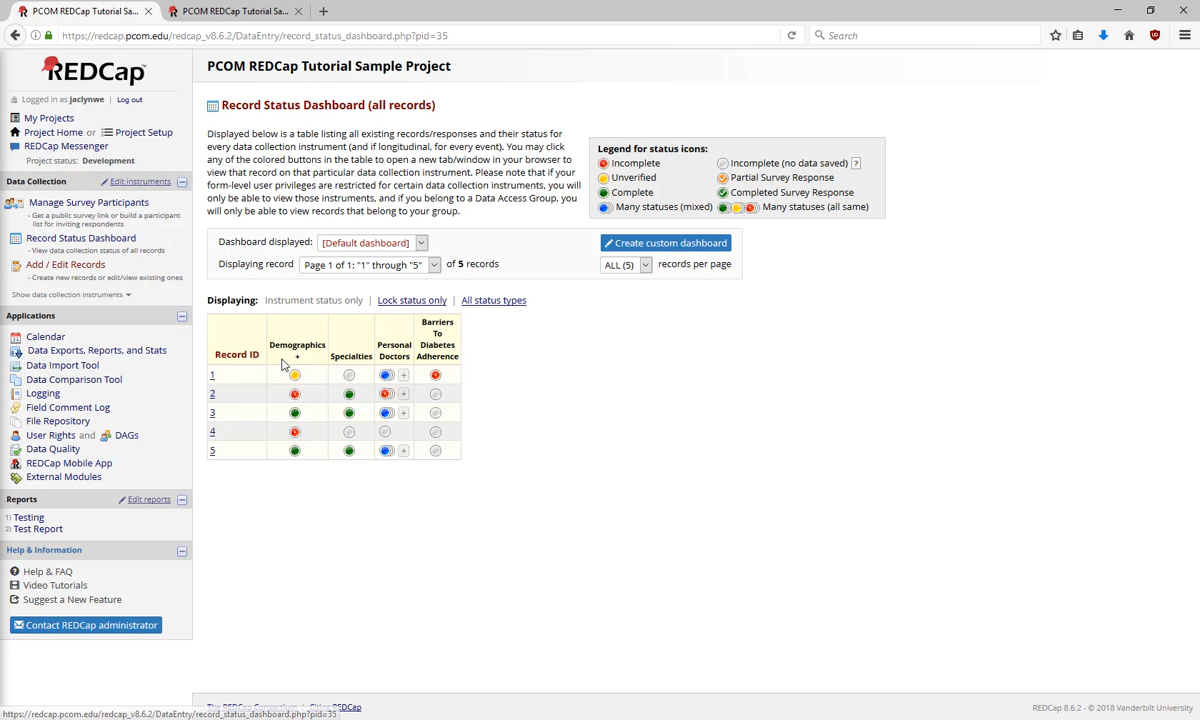 PCOM REDCap Tutorial Sa...
PCOM REDCap Tutorial Sa...
https://redcap.pcom.edu/redcap_v8.6.2/DataEntry/record_status_dashboard.php?pid=35
Search
REDCap
Logged in as jaclynwe | Log out
My Projects
Project Home or Project Setup
REDCap Messenger
Project status: Development
Data Collection Edit instruments
Manage Survey Participants
- Get a public survey link or build a participant
list for inviting respondents
Record Status Dashboard
- View data collection status of all records
Add / Edit Records
- Create new records or edit/view existing ones
Show data collection instruments
Applications
Calendar
Data Exports, Reports, and Stats
Data Import Tool
Data Comparison Tool
Logging
Field Comment Log
File Repository
User Rights and DAGs
Data Quality
REDCap Mobile App
External Modules
Reports Edit reports
1) Testing
2) Test Report
Help & Information
Help & FAQ
Video Tutorials
Suggest a New Feature
Contact REDCap administrator
PCOM REDCap Tutorial Sample Project
Record Status Dashboard (all records)
Displayed below is a table listing all existing records/responses and their status for
every data collection instrument (and if longitudinal, for every event). You may click
any of the colored buttons in the table to open a new tab/window in your browser to
view that record on that particular data collection instrument. Please note that if your
form-level user privileges are restricted for certain data collection instruments, you will
only be able to view those instruments, and if you belong to a Data Access Group, you
will only be able to view records that belong to your group.
Legend for status icons:
Incomplete Incomplete (no data saved) ?
Unverified Partial Survey Response
Complete Completed Survey Response
Many statuses (mixed) Many statuses (all same)
Dashboard displayed: [Default dashboard] Create custom dashboard
Displaying record Page 1 of 1: "1" through "5" of 5 records ALL (5) records per page
Displaying: Instrument status only | Lock status only | All status types
Record ID Demographics + Specialties Personal Doctors Barriers To Diabetes Adherence
1 +
2 +
3 +
4
5 +
The REDCap Consortium | Citing REDCap
REDCap 8.6.2 - © 2018 Vanderbilt University
https://redcap.pcom.edu/redcap_v8.6.2/DataEntry/record_status_dashboard.php?pid=35